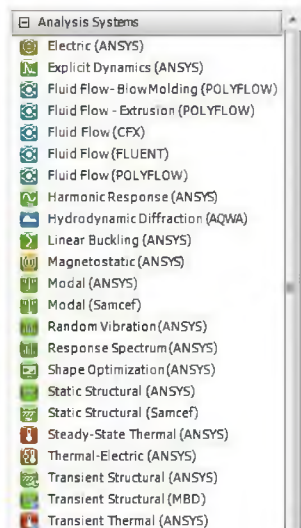 Analysis Systems
Electric (ANSYS)
Explicit Dynamics (ANSYS)
Fluid Flow- Blow Molding (POLYFLOW)
Fluid Flow - Extrusion (POLYFLOW)
Fluid Flow (CFX)
Fluid Flow (FLUENT)
Fluid Flow (POLYFLOW)
Harmonic Response (ANSYS)
Hydrodynamic Diffraction (AQWA)
Linear Buckling (ANSYS)
Magnetostatic (ANSYS)
Modal (ANSYS)
Modal (Samcef)
Random Vibration (ANSYS)
Response Spectrum (ANSYS)
Shape Optimization (ANSYS)
Static Structural (ANSYS)
Static Structural (Samcef)
Steady-State Thermal (ANSYS)
Thermal-Electric (ANSYS)
Transient Structural (ANSYS)
Transient Structural (MBD)
Transient Thermal (ANSYS)